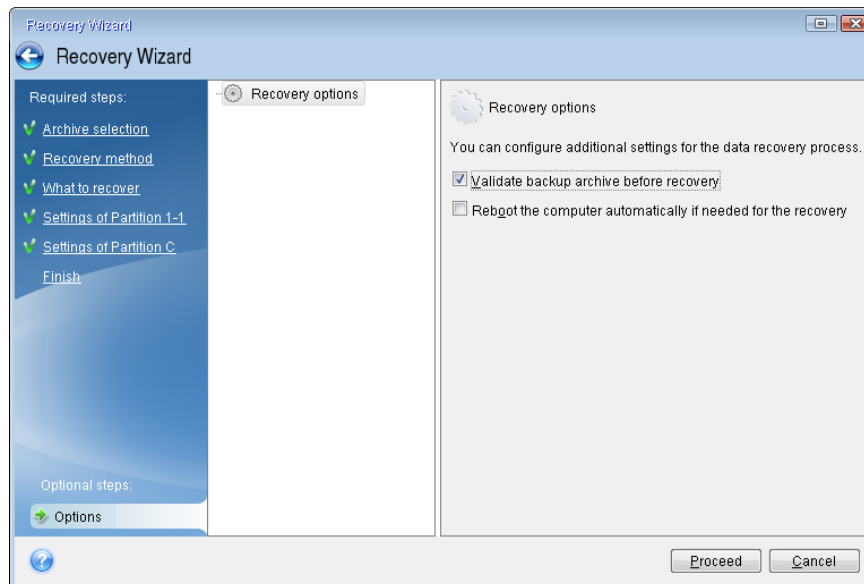 Recovery Wizard
Recovery Wizard
Required steps:
Archive selection
Recovery method
What to recover
Settings of Partition 1-1
Settings of Partition C
Finish
Optional steps:
Options
Recovery options
Recovery options
You can configure additional settings for the data recovery process.
Validate backup archive before recovery
Reboot the computer automatically if needed for the recovery
?
Proceed
Cancel